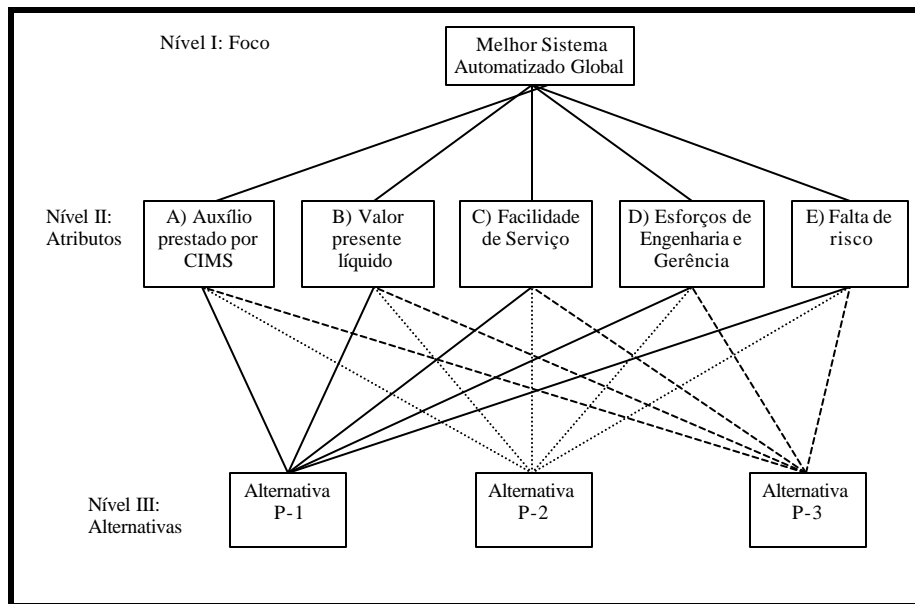 Nível I: Foco
Melhor Sistema
Automatizado Global
Nível II:
Atributos
A) Auxílio
prestado por
CIMS
B) Valor
presente
líquido
C) Facilidade
de Serviço
D) Esforços de
Engenharia e
Gerência
E) Falta de
risco
Nível III:
Alternativas
Alternativa
P-1
Alternativa
P-2
Alternativa
P-3